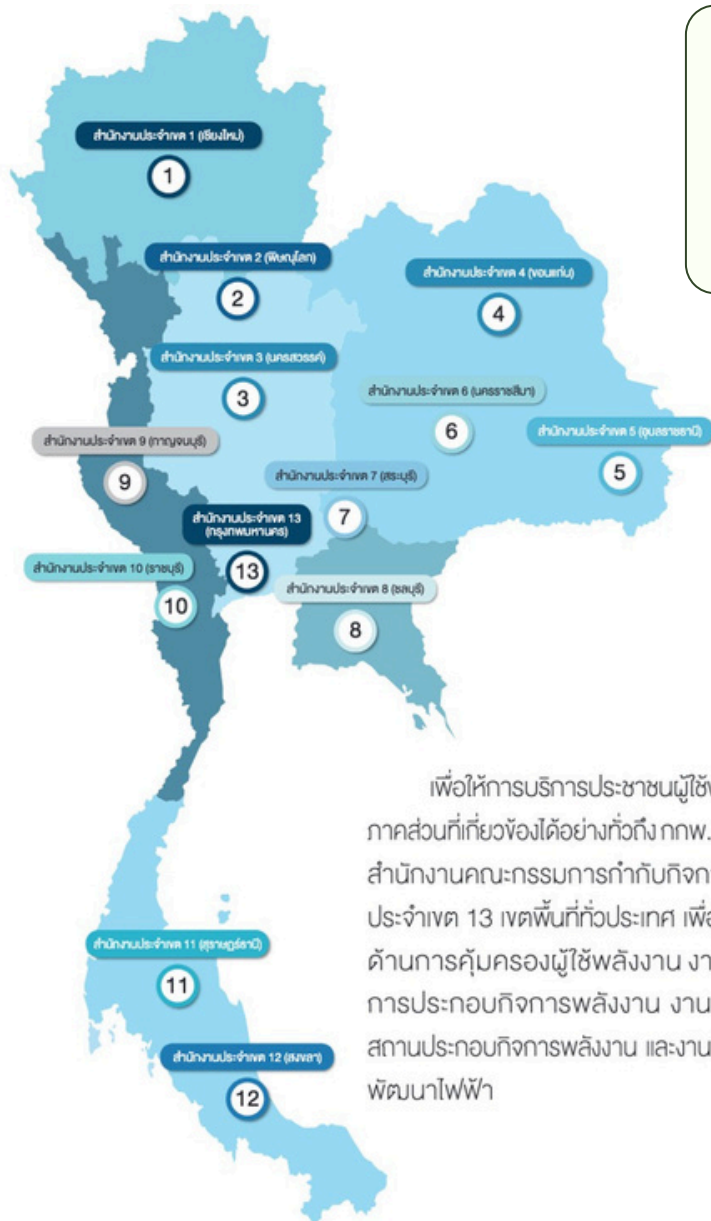 สำนักงานประจำเขต 1 (เชียงใหม่)
1
สำนักงานประจำเขต 2 (พิษณุโลก)
2
สำนักงานประจำเขต 4 (ขอนแก่น)
4
สำนักงานประจำเขต 3 (นครสวรรค์)
3
สำนักงานประจำเขต 6 (นครราชสีมา)
6
สำนักงานประจำเขต 5 (อุบลราชธานี)
5
สำนักงานประจำเขต 9 (กาญจนบุรี)
9
สำนักงานประจำเขต 7 (สระบุรี)
7
สำนักงานประจำเขต 13
(กรุงเทพมหานคร)
13
สำนักงานประจำเขต 10 (ราชบุรี)
10
สำนักงานประจำเขต 8 (ชลบุรี)
8
เพื่อให้การบริการประชาชนผู้ใช้
ภาคส่วนที่เกี่ยวข้องได้อย่างทั่วถึง กกพ.
สำนักงานคณะกรรมการกำกับกิจก
ประจำเขต 13 เขตพื้นที่ทั่วประเทศ เพื่อ
ด้านการคุ้มครองผู้ใช้พลังงาน งา
การประกอบกิจการพลังงาน งาน
สถานประกอบกิจการพลังงาน และงาน
พัฒนาไฟฟ้า
สำนักงานประจำเขต 11 (สุราษฎร์ธานี)
11
สำนักงานประจำเขต 12 (สงขลา)
12